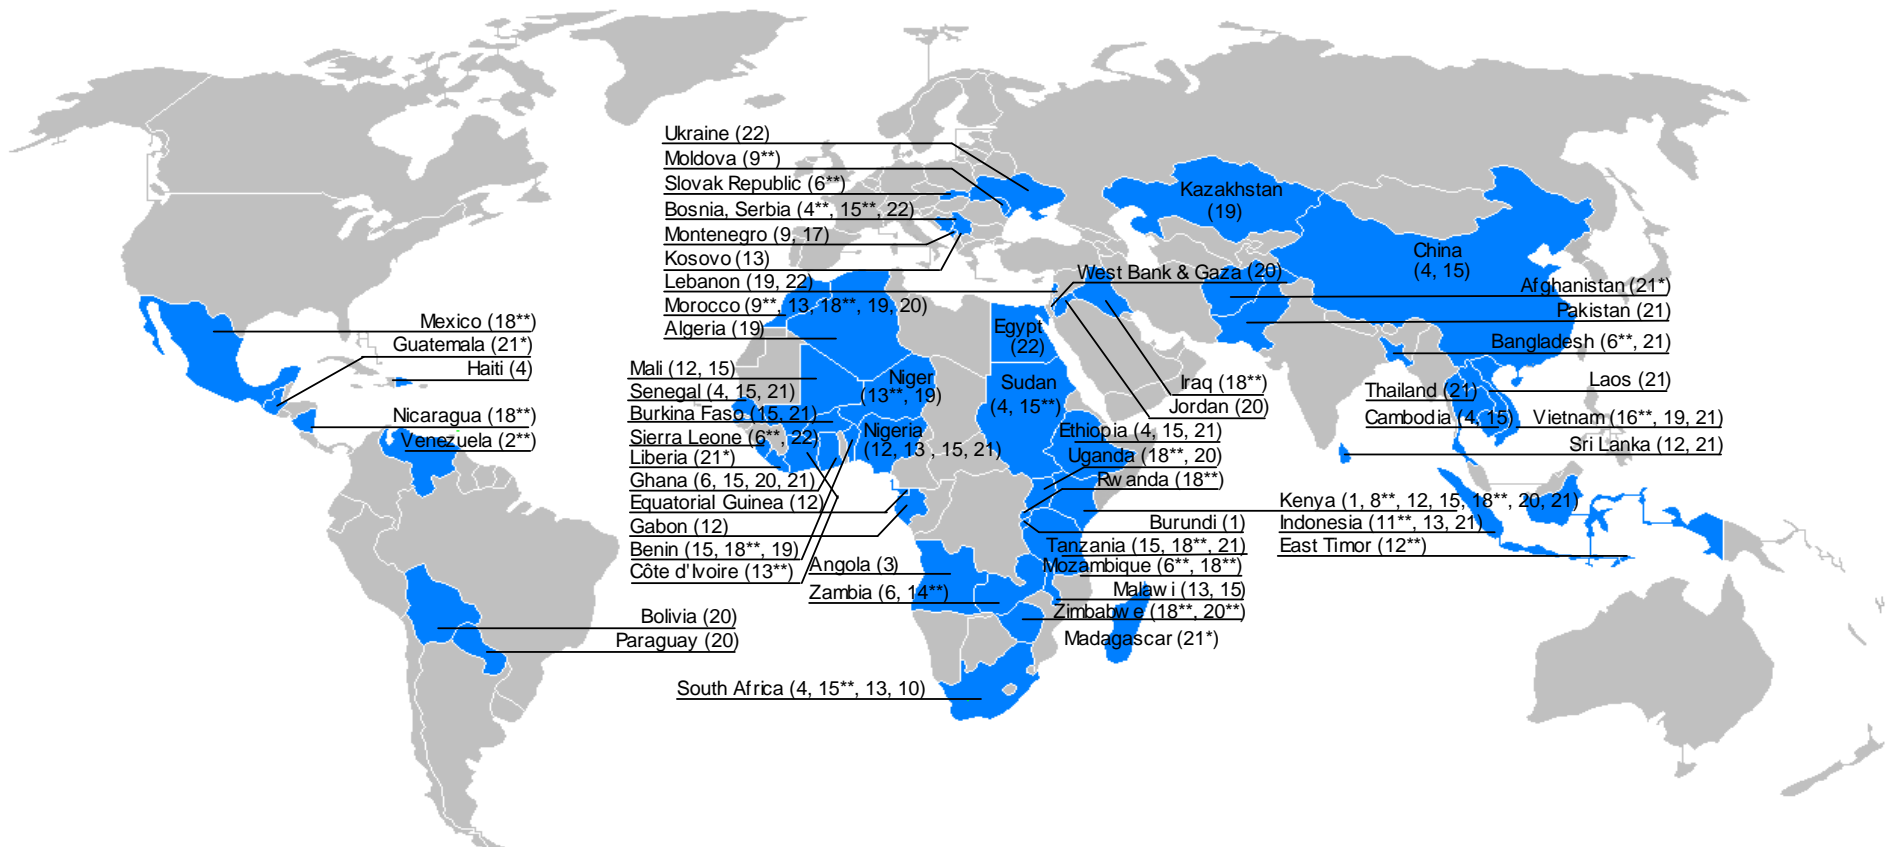 Ukraine (22)
Moldova (9**)
Slovak Republic (6**)
Bosnia, Serbia (4**, 15**, 22)
Montenegro (9, 17)
Kosovo (13)
Lebanon (19, 22)
Morocco (9**, 13, 18**, 19, 20)
Algeria (19)
Kazakhstan
(19)
China
(4, 15)
West Bank & Gaza (20)
Afghanistan (21*)
Pakistan (21)
Bangladesh (6**, 21)
Laos (21)
Thailand (21)
Cambodia (4, 15)
Vietnam (16**, 19, 21)
Sri Lanka (12, 21)
Mexico (18**)
Guatemala (21*)
Haiti (4)
Nicaragua (18**)
Venezuela (2**)
Egypt
(22)
Mali (12, 15)
Senegal (4, 15, 21)
Burkina Faso (15, 21)
Sierra Leone (6**, 22)
Liberia (21*)
Ghana (6, 15, 20, 21)
Equatorial Guinea (12)
Gabon (12)
Benin (15, 18**, 19)
Côte d'Ivoire (13**)
Niger
(13**, 19)
Nigeria
(12, 13 , 15, 21)
Sudan
(4, 15**)
Iraq (18**)
Jordan (20)
Ethiopia (4, 15, 21)
Uganda (18**, 20)
Rwanda (18**)
Kenya (1, 8**, 12, 15, 18**, 20, 21)
Indonesia (11**, 13, 21)
East Timor (12**)
Burundi (1)
Tanzania (15, 18**, 21)
Mozambique (6**, 18**)
Malawi (13, 15)
Zimbabwe (18**, 20**)
Madagascar (21*)
Angola (3)
Zambia (6, 14**)
Bolivia (20)
Paraguay (20)
South Africa (4, 15**, 13, 10)